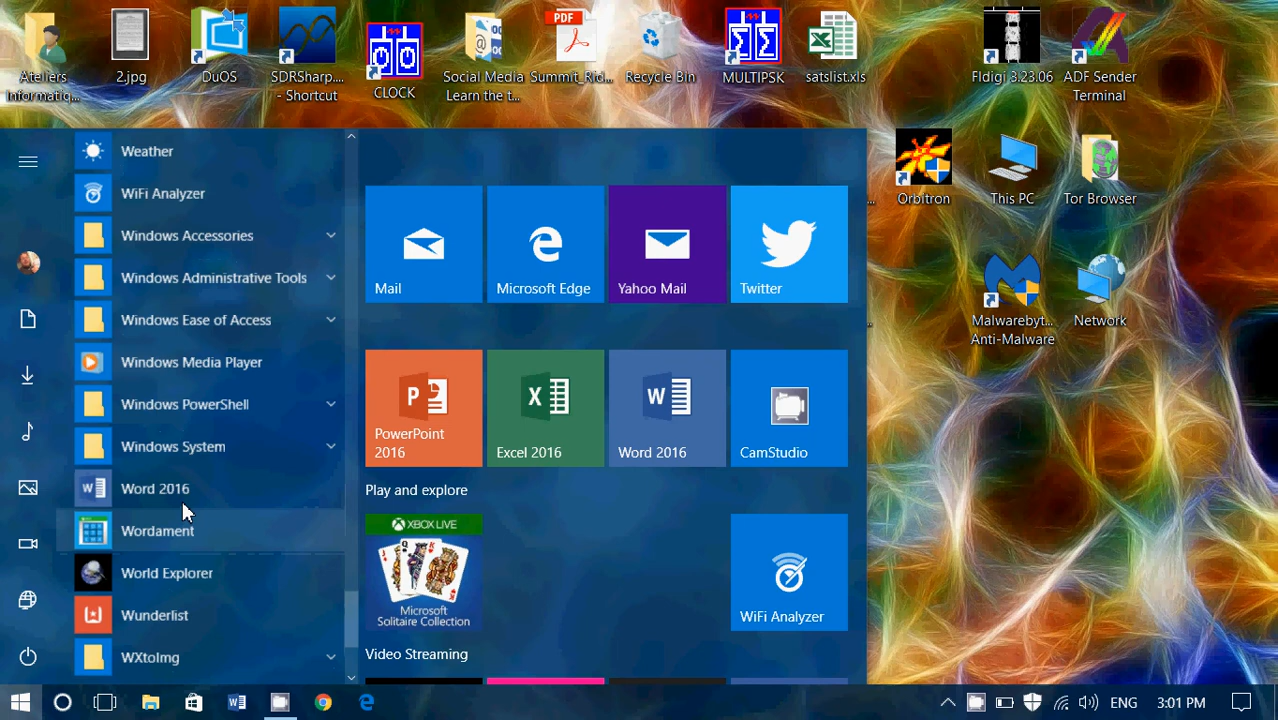 Ateliers
Informatiq...
2.jpg
DuOS
SDRSharp....
- Shortcut
CLOCK
Social Media
Learn the t...
PDF
Summit_Rid...
Recycle Bin
MULTIPSK
satslist.xls
Fldigi 3.23.06
ADF Sender
Terminal
Orbitron
This PC
Tor Browser
Malwarebyt...
Anti-Malware
Network
Weather
WiFi Analyzer
Windows Accessories
Windows Administrative Tools
Windows Ease of Access
Windows Media Player
Windows PowerShell
Windows System
Word 2016
Wordament
World Explorer
Wunderlist
WXtoImg
Mail
Microsoft Edge
Yahoo Mail
Twitter
PowerPoint
2016
Excel 2016
Word 2016
CamStudio
Play and explore
XBOX LIVE
Microsoft
Solitaire Collection
WiFi Analyzer
Video Streaming
ENG
3:01 PM